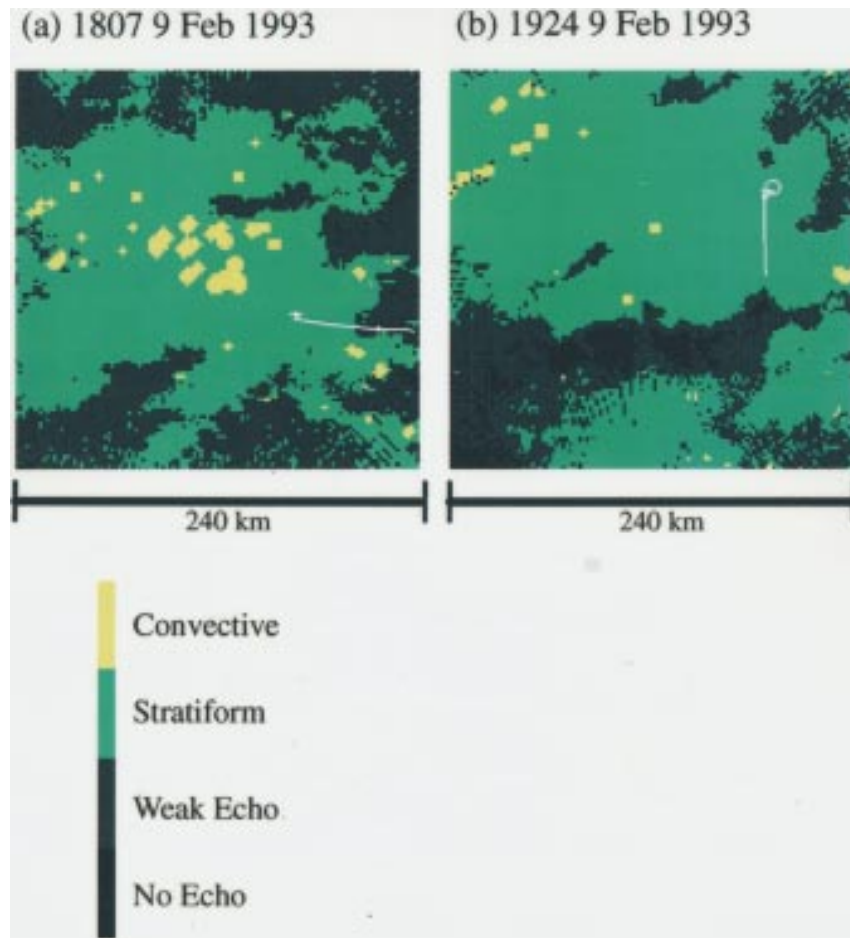 (a) 1807 9 Feb 1993
(b) 1924 9 Feb 1993
240 km
240 km
Convective
Stratiform
Weak Echo
No Echo